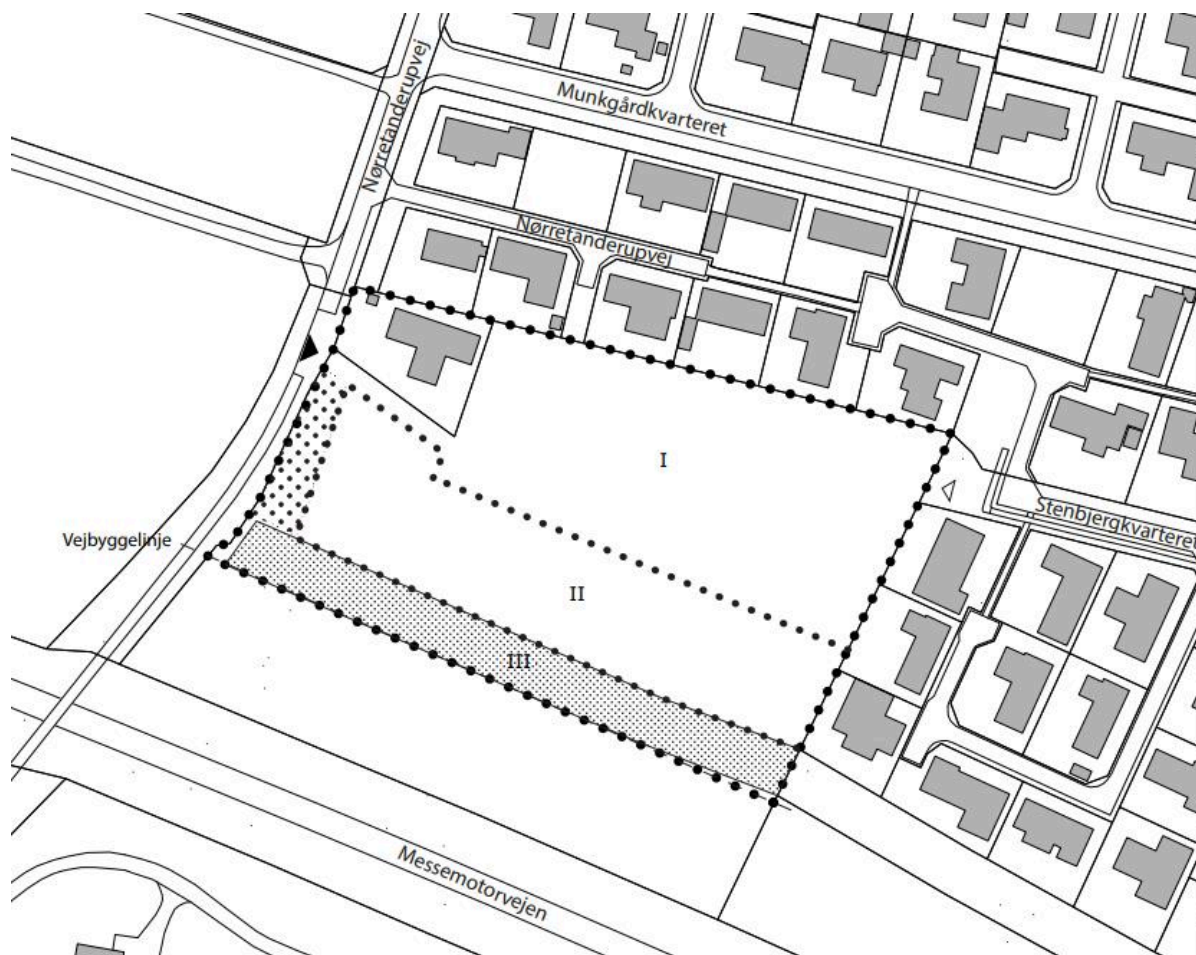 Munkgårdkvarteret
Nørretanderupvej
Nørretanderupvej
I
Stenbjergkvarteret
Vejbyggelinje
II
III
Messemotorvejen